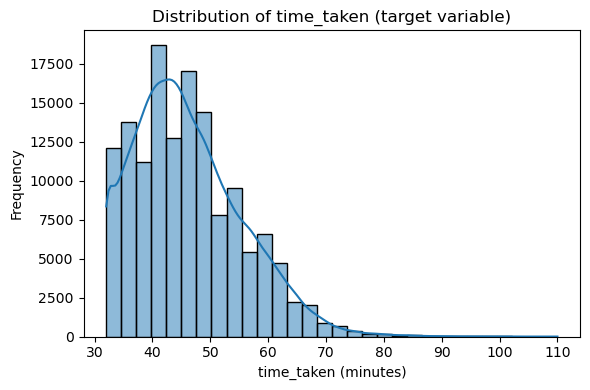 Distribution of time_taken (target variable)
Frequency
17500
15000
12500
10000
7500
5000
2500
0
30 40 50 60 70 80 90 100 110
time_taken (minutes)